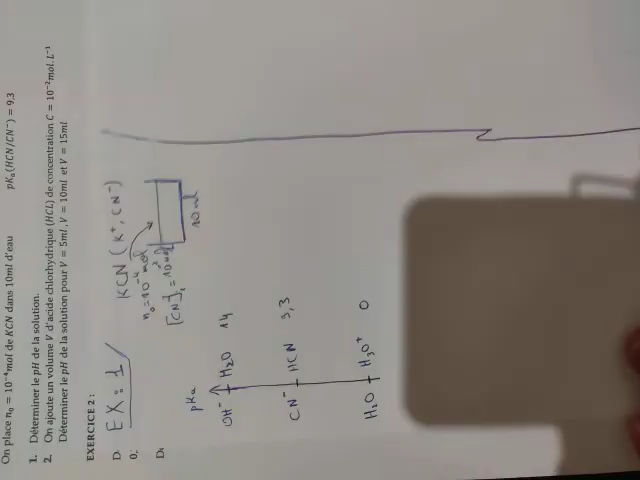 On place n₀ = 10⁻⁴mol de KCN dans 10ml d'eau pKₐ(HCN/CN⁻) = 9.3
1. Déterminer le pH de la solution.
2. On ajoute un volume V d'acide chlorhydrique (HCL) de concentration C = 10⁻²mol.L⁻¹
Déterminer le pH de la solution pour V = 5ml, V = 10ml et V = 15ml
EXERCICE 2 :
D.
0.
EX: 1
KCN (K⁺, CN⁻)
n₀ = 10⁻⁴ mol
10 ml
D.
pKa
OH⁻ H₂O 14
CN⁻ HCN 9,3
H₂O H₃O⁺ 0